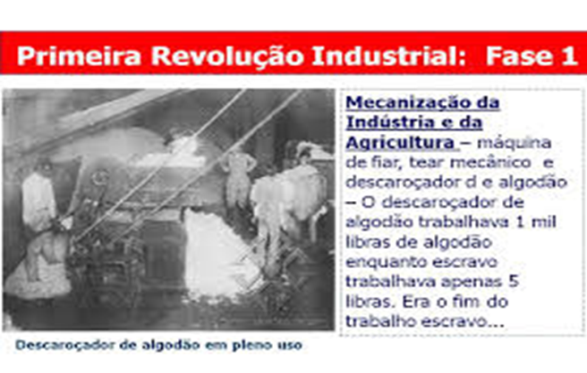 Primeira Revolução Industrial: Fase 1
Mecanização da
Indústria e da
Agricultura – máquina
de fiar, tear mecânico e
descaroçador d e algodão
– O descaroçador de
algodão trabalhava 1 mil
libras de algodão
enquanto escravo
trabalhava apenas 5
libras. Era o fim do
trabalho escravo...
Descaroçador de algodão em pleno uso